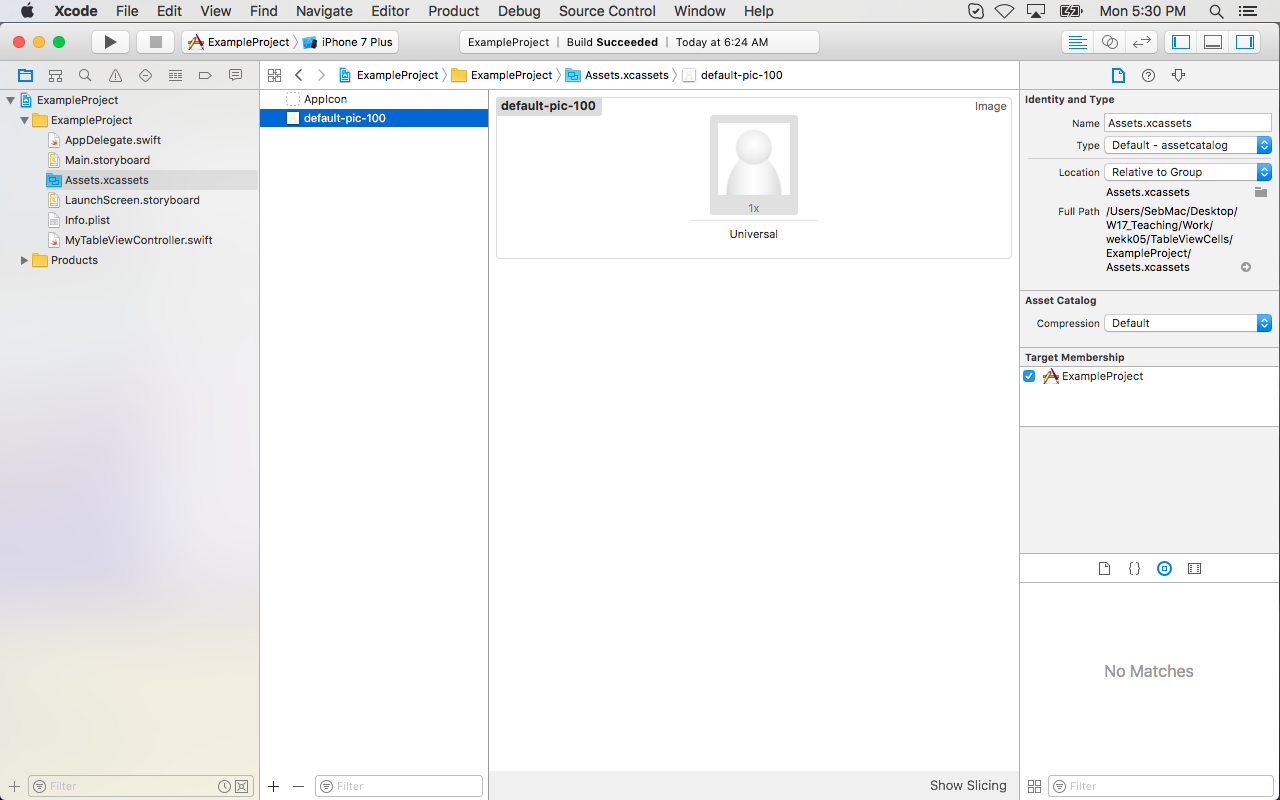 Xcode File Edit View Find Navigate Editor Product Debug Source Control Window Help Mon 5:30 PM
ExampleProject iPhone 7 Plus ExampleProject | Build Succeeded | Today at 6:24 AM
ExampleProject ExampleProject Assets.xcassets default-pic-100
ExampleProject
ExampleProject
AppDelegate.swift
Main.storyboard
Assets.xcassets
LaunchScreen.storyboard
Info.plist
MyTableViewController.swift
Products
Filter
AppIcon
default-pic-100
Filter
default-pic-100 Image
1x
Universal
Show Slicing
Identity and Type
Name Assets.xcassets
Type Default - assetcatalog
Location Relative to Group
Assets.xcassets
Full Path /Users/SebMac/Desktop/
W17_Teaching/Work/
wekk05/TableViewCells/
ExampleProject/
Assets.xcassets
Asset Catalog
Compression Default
Target Membership
ExampleProject
{}
No Matches
Filter